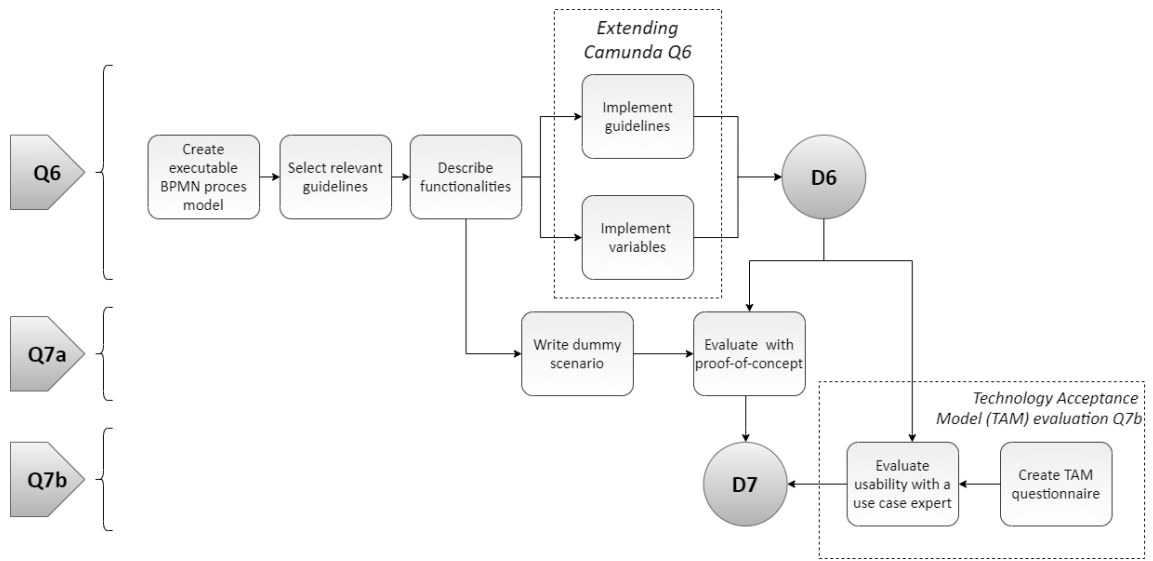 Extending
Camunda Q6
Q6
Create
executable
BPMN proces
model
Select relevant
guidelines
Describe
functionalities
Implement
guidelines
Implement
variables
D6
Q7a
Write dummy
scenario
Evaluate with
proof-of-concept
Technology Acceptance
Model (TAM) evaluation Q7b
Q7b
D7
Evaluate
usability with a
use case expert
Create TAM
questionnaire